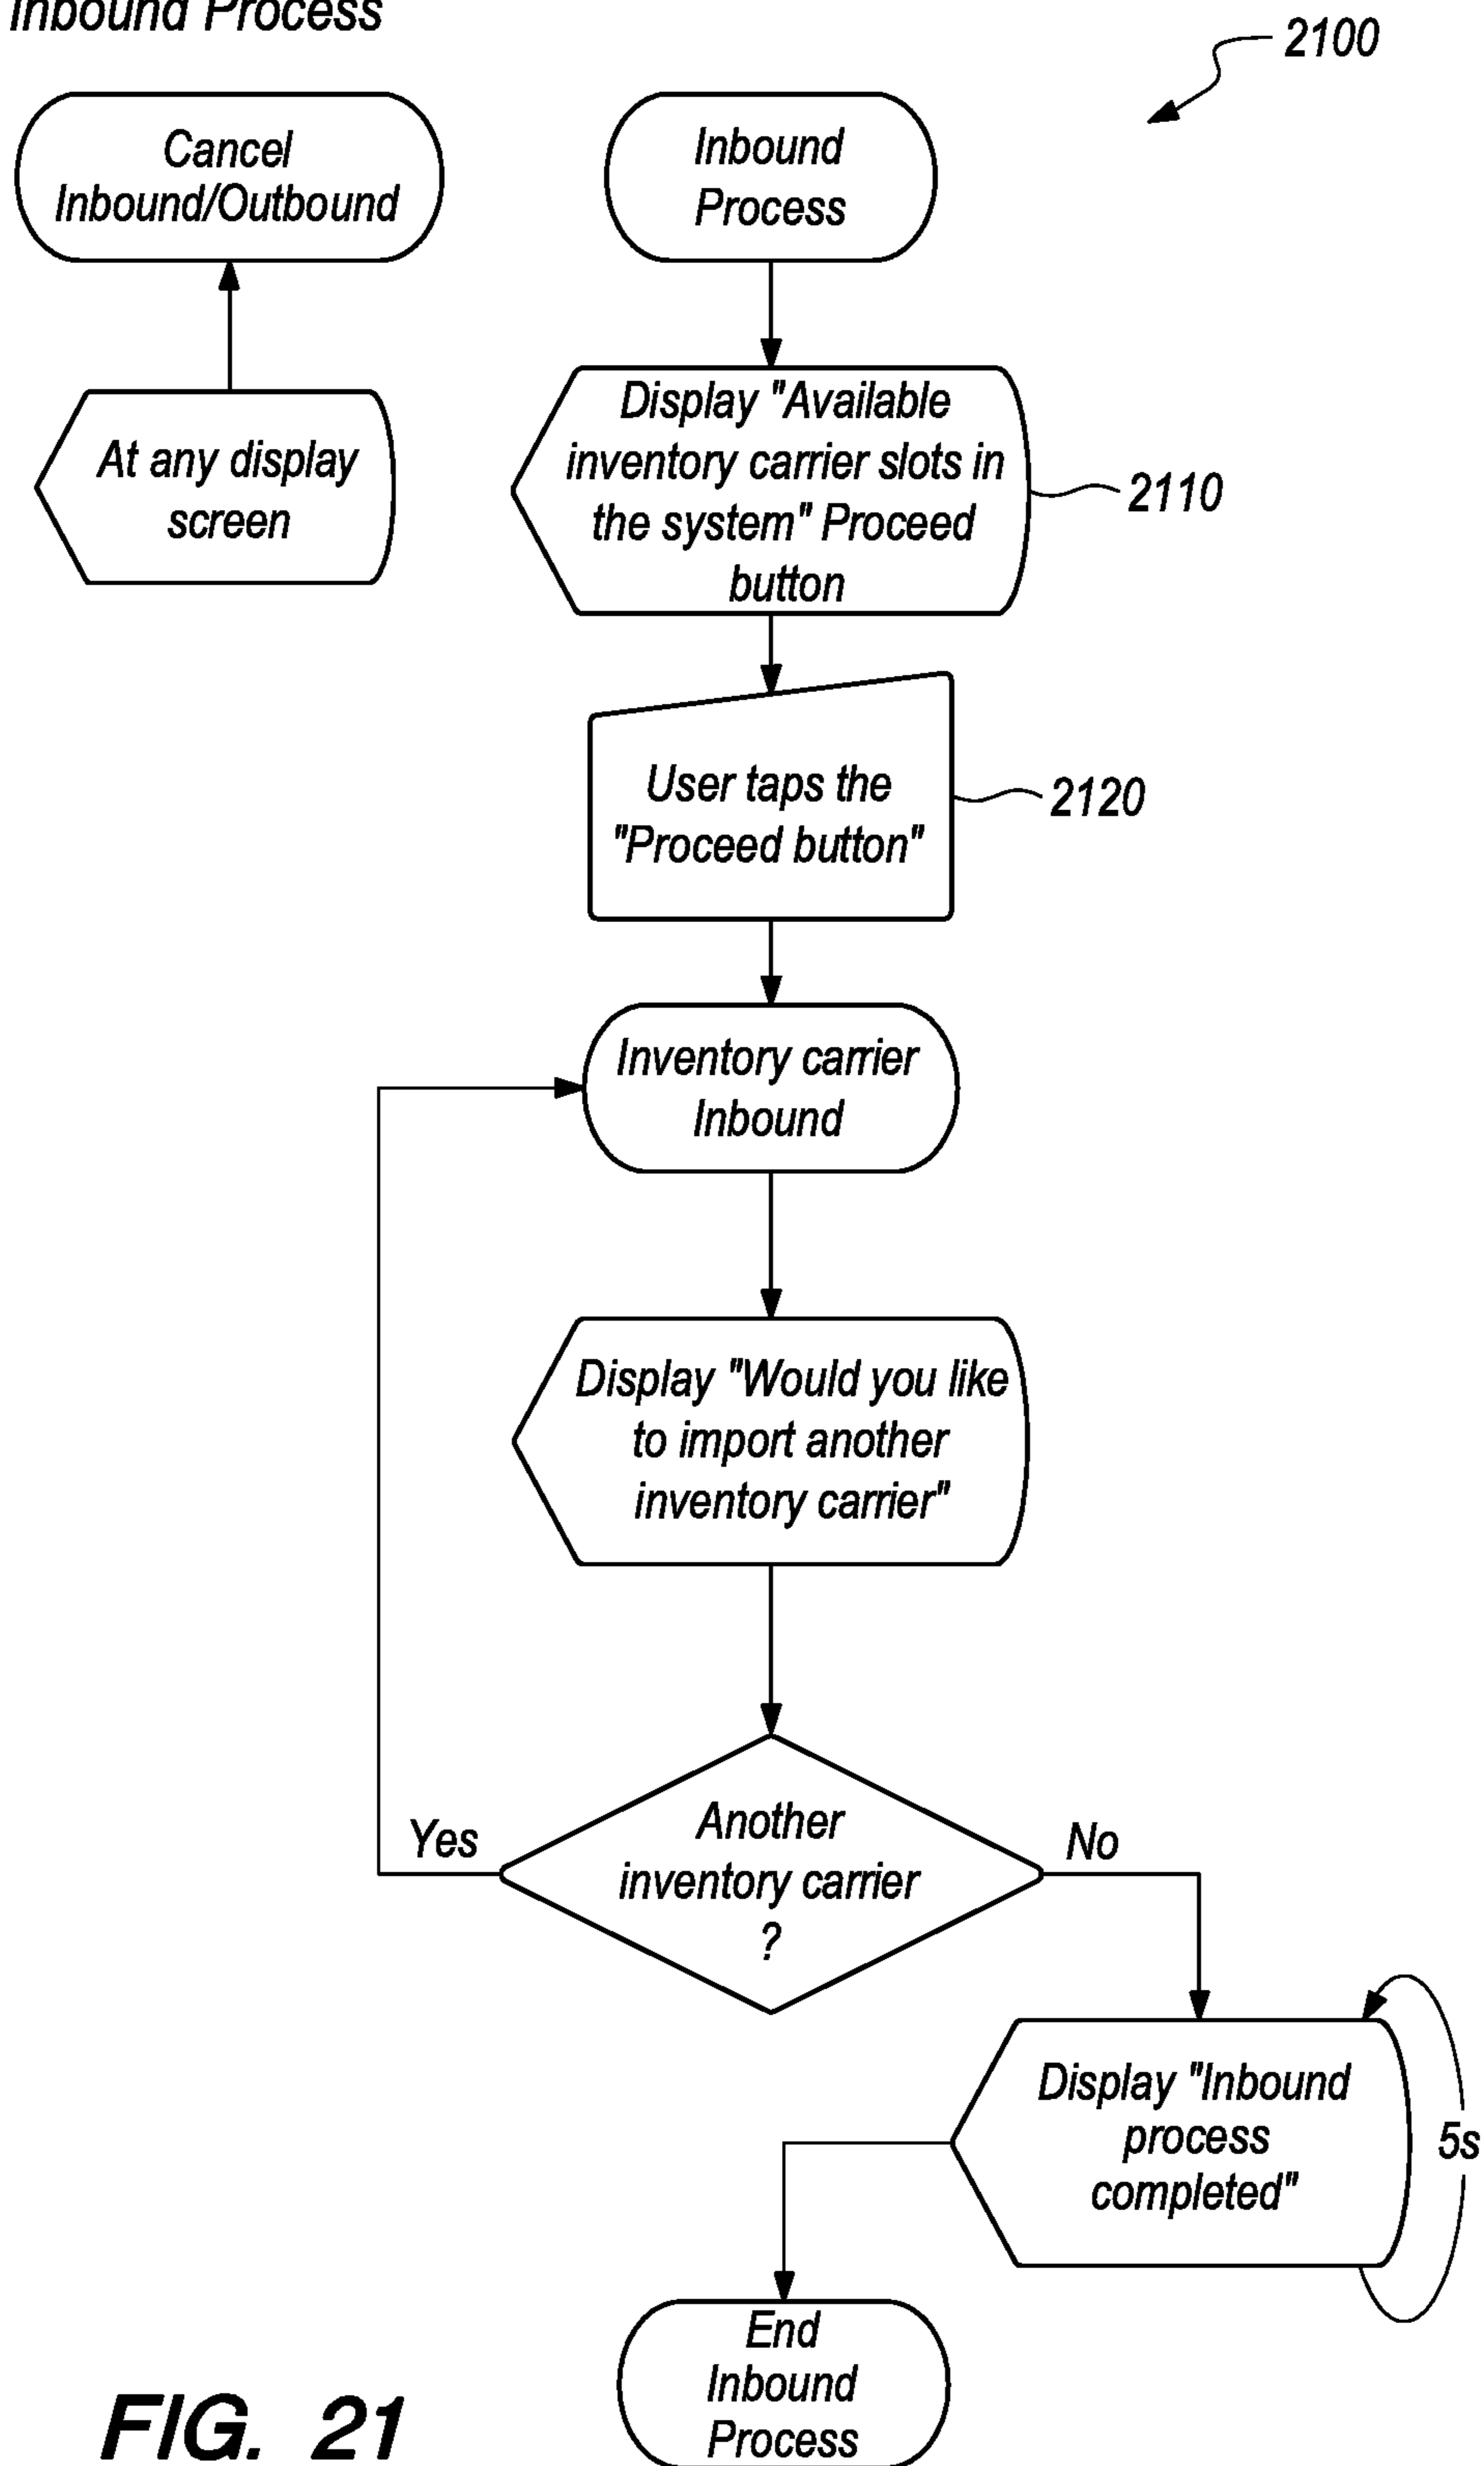 Inbound Process
2100
Cancel
Inbound/Outbound
At any display
screen
Inbound
Process
Display "Available
inventory carrier slots in
the system" Proceed
button
2110
User taps the
"Proceed button"
2120
Inventory carrier
Inbound
Display "Would you like
to import another
inventory carrier"
Another
inventory carrier
?
Yes
No
Display "Inbound
process
completed"
5s
End
Inbound
Process
FIG. 21